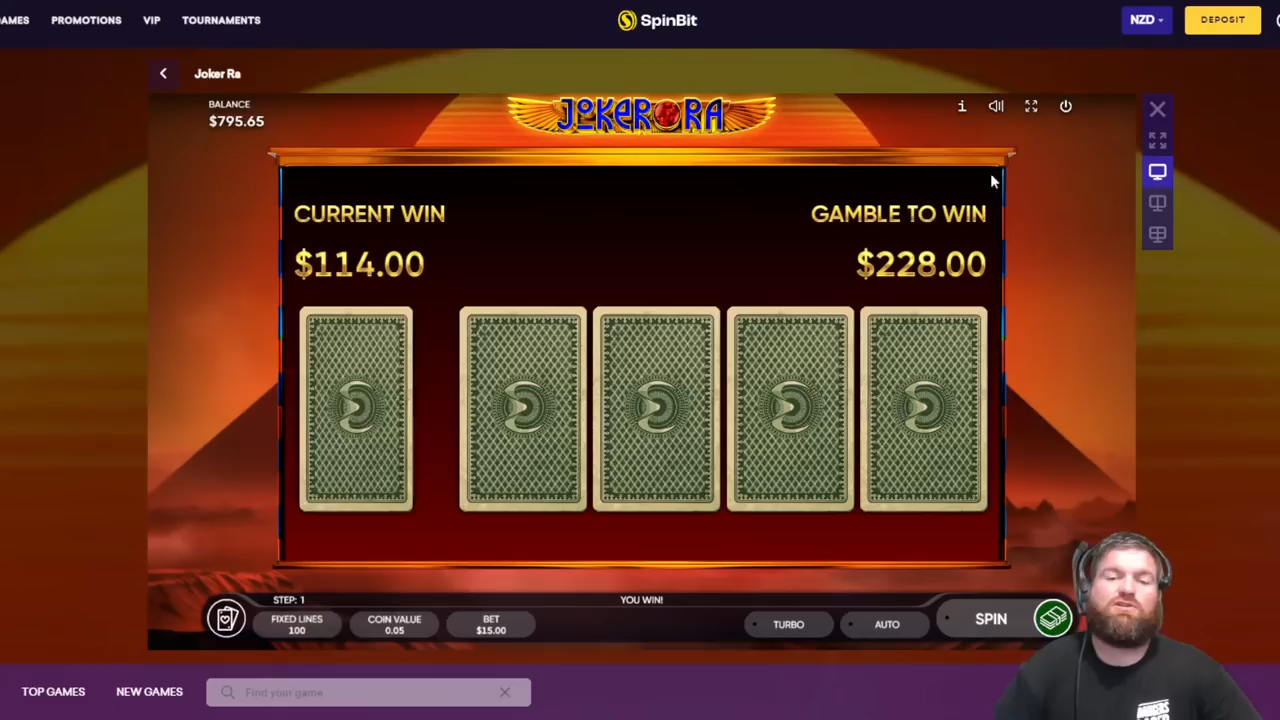 AMES PROMOTIONS VIP TOURNAMENTS SpinBit NZD DEPOSIT
Joker Ra
BALANCE
$795.65
JOKER RA
CURRENT WIN GAMBLE TO WIN
$114.00 $228.00
STEP: 1 YOU WIN!
FIXED LINES
100
COIN VALUE
0.05
BET
$15.00
TURBO AUTO SPIN
TOP GAMES NEW GAMES Find your game